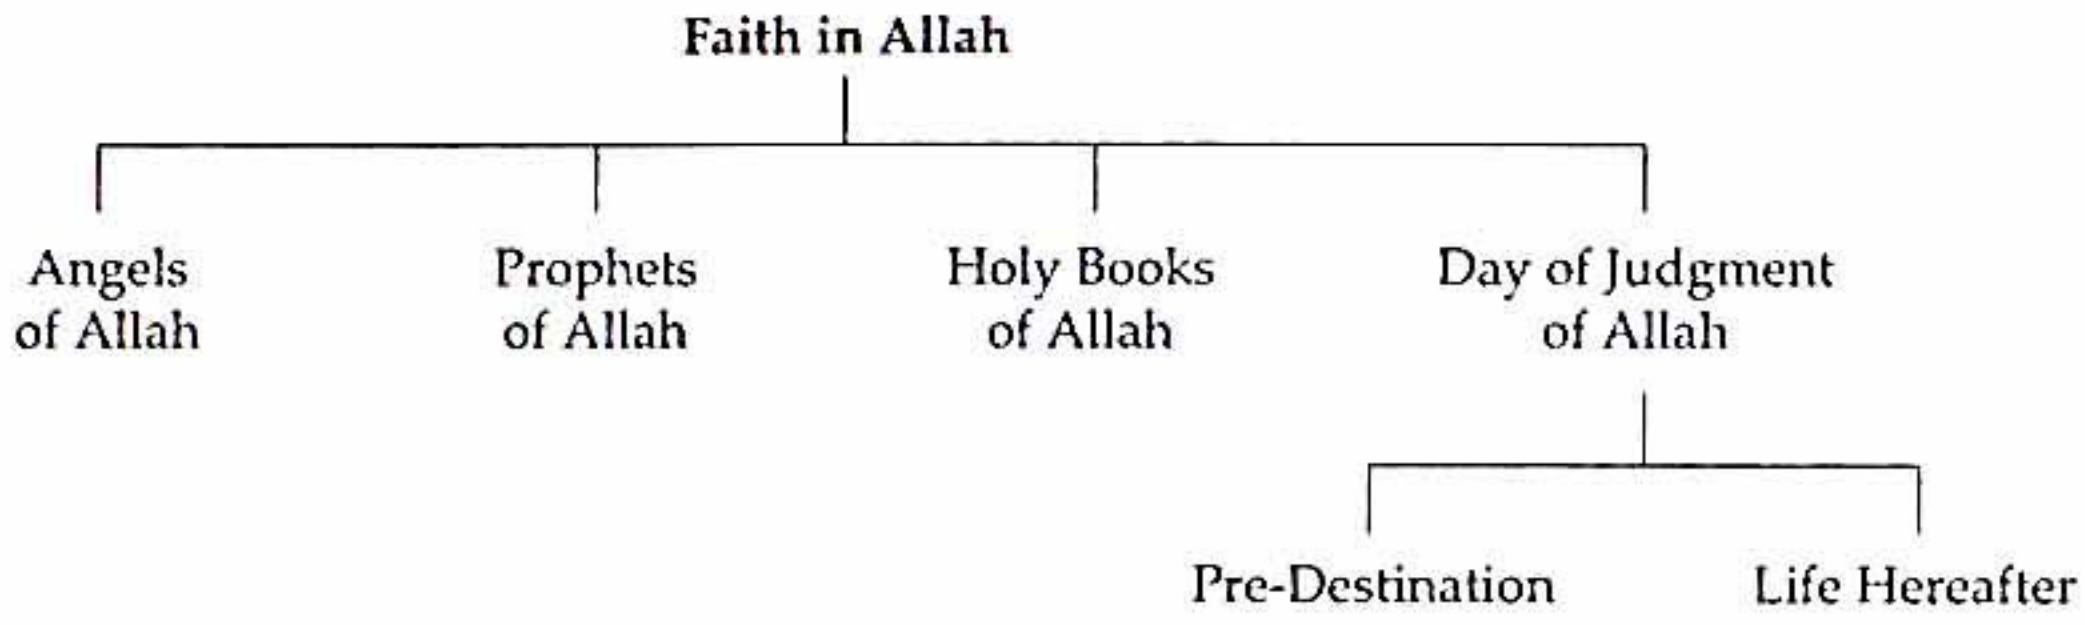 Faith in Allah
Angels
of Allah
Prophets
of Allah
Holy Books
of Allah
Day of Judgment
of Allah
Pre-Destination
Life Hereafter